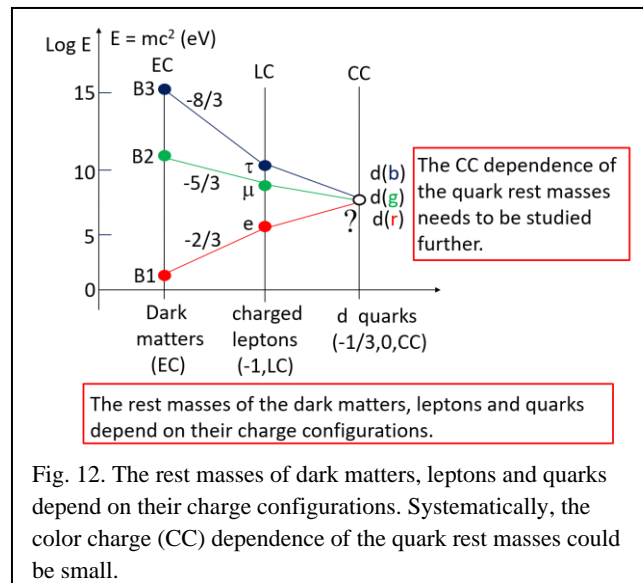 Log E
E = mc² (eV)
EC
LC
CC
15
B3
-8/3
10
B2
-5/3
τ
μ
d(b)
d(g)
d(r)
?
The CC dependence of
the quark rest masses
needs to be studied
further.
5
-2/3
e
B1
0
Dark
matters
(EC)
charged
leptons
(-1,LC)
d quarks
(-1/3,0,CC)
The rest masses of the dark matters, leptons and quarks
depend on their charge configurations.
Fig. 12. The rest masses of dark matters, leptons and quarks
depend on their charge configurations. Systematically, the
color charge (CC) dependence of the quark rest masses could
be small.